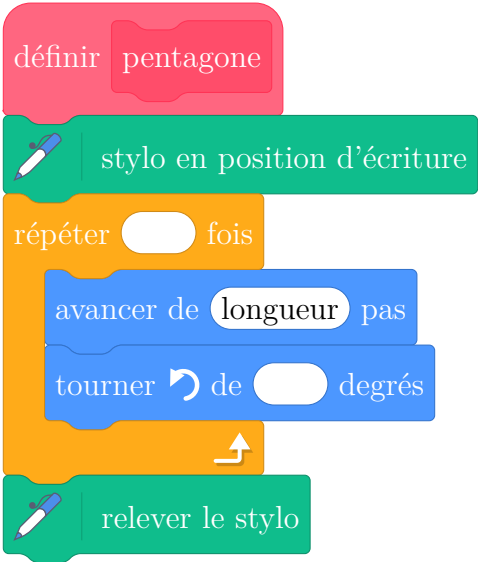 définir pentagone
stylo en position d'écriture
répéter fois
avancer de longueur pas
tourner de degrés
relever le stylo